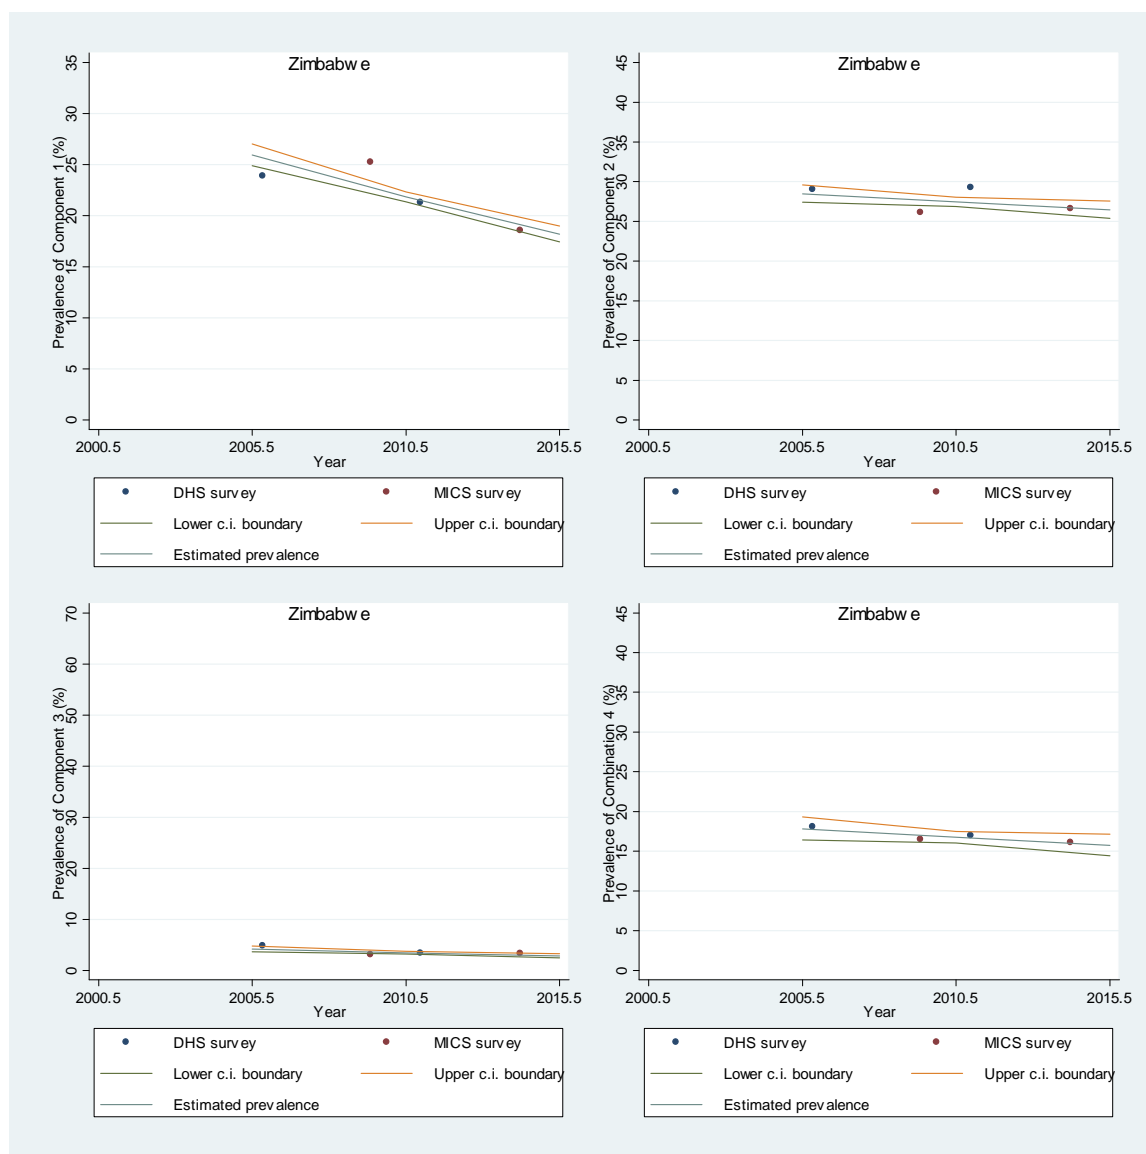 Zimbabwe
Prevalence of Component 1 (%)
35
30
25
20
15
10
5
0
2000.5 2005.5 2010.5 2015.5
Year
DHS survey MICS survey
Lower c.i. boundary Upper c.i. boundary
Estimated prevalence
Zimbabwe
Prevalence of Component 2 (%)
45
40
35
30
25
20
15
10
5
0
2000.5 2005.5 2010.5 2015.5
Year
DHS survey MICS survey
Lower c.i. boundary Upper c.i. boundary
Estimated prevalence
Zimbabwe
Prevalence of Component 3 (%)
70
60
50
40
30
20
10
0
2000.5 2005.5 2010.5 2015.5
Year
DHS survey MICS survey
Lower c.i. boundary Upper c.i. boundary
Estimated prevalence
Zimbabwe
Prevalence of Combination 4 (%)
45
40
35
30
25
20
15
10
5
0
2000.5 2005.5 2010.5 2015.5
Year
DHS survey MICS survey
Lower c.i. boundary Upper c.i. boundary
Estimated prevalence